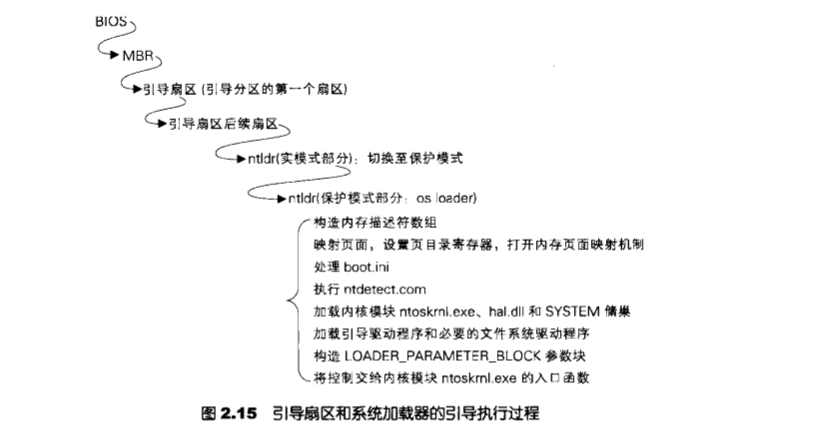 BIOS
MBR
引导扇区 (引导分区的第一个扇区)
引导扇区后续扇区
ntldr(实模式部分)：切换至保护模式
ntldr(保护模式部分：os loader)
构造内存描述符数组
映射页面，设置页目录寄存器，打开内存页面映射机制
处理 boot.ini
执行 ntdetect.com
加载内核模块 ntoskrnl.exe、hal.dll 和 SYSTEM 储巢
加载引导驱动程序和必要的文件系统驱动程序
构造 LOADER_PARAMETER_BLOCK 参数块
将控制交给内核模块 ntoskrnl.exe 的入口函数
图 2.15 引导扇区和系统加载器的引导执行过程